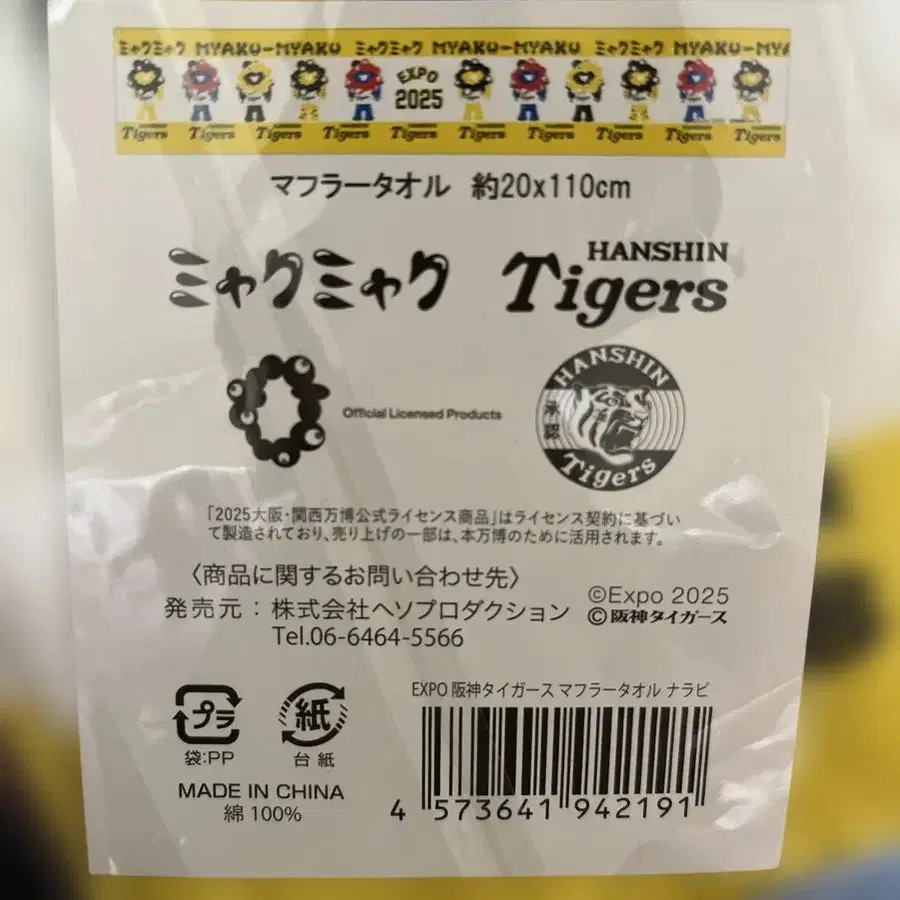 ミャクミャク MYAKU-MYAKU ミャクミャク MYAKU-MYAKU ミャクミャク MYAKU-MYA
EXPO
2025
Tigers Tigers Tigers Tigers Tigers Tigers Tigers Tigers Tigers Tigers
マフラータオル 約20x110cm
ミャクミャク
HANSHIN
Tigers
Official Licensed Products
HANSHIN
承認
Tigers
「2025大阪・関西万博公式ライセンス商品」はライセンス契約に基づい
て製造されており、売り上げの一部は、本万博のために活用されます。
〈商品に関するお問い合わせ先〉
発売元：株式会社ヘソプロダクション
Tel.06-6464-5566
©Expo 2025
©阪神タイガース
プラ
袋:PP
紙
台紙
MADE IN CHINA
綿 100%
EXPO 阪神タイガース マフラータオル ナラビ
4 573641 942191